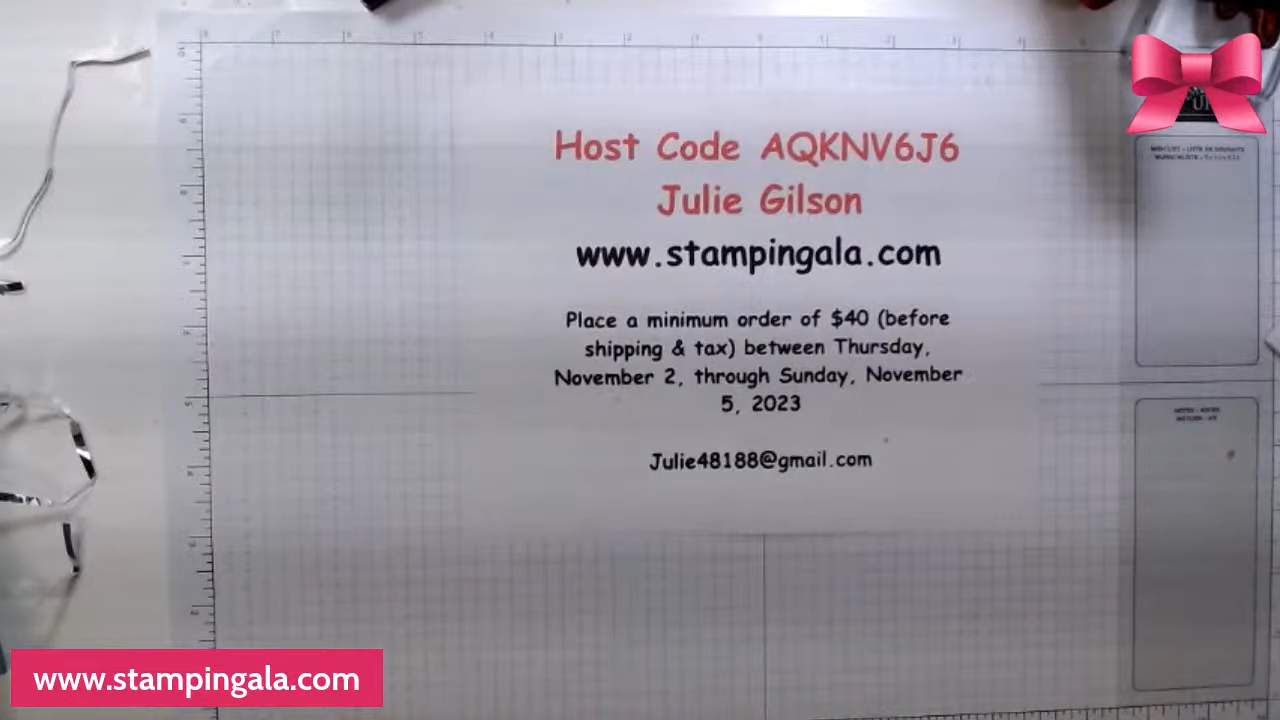 Host Code AQKNV6J6
Julie Gilson
www.stampingala.com
Place a minimum order of $40 (before
shipping & tax) between Thursday,
November 2, through Sunday, November
5, 2023
Julie48188@gmail.com
www.stampingala.com